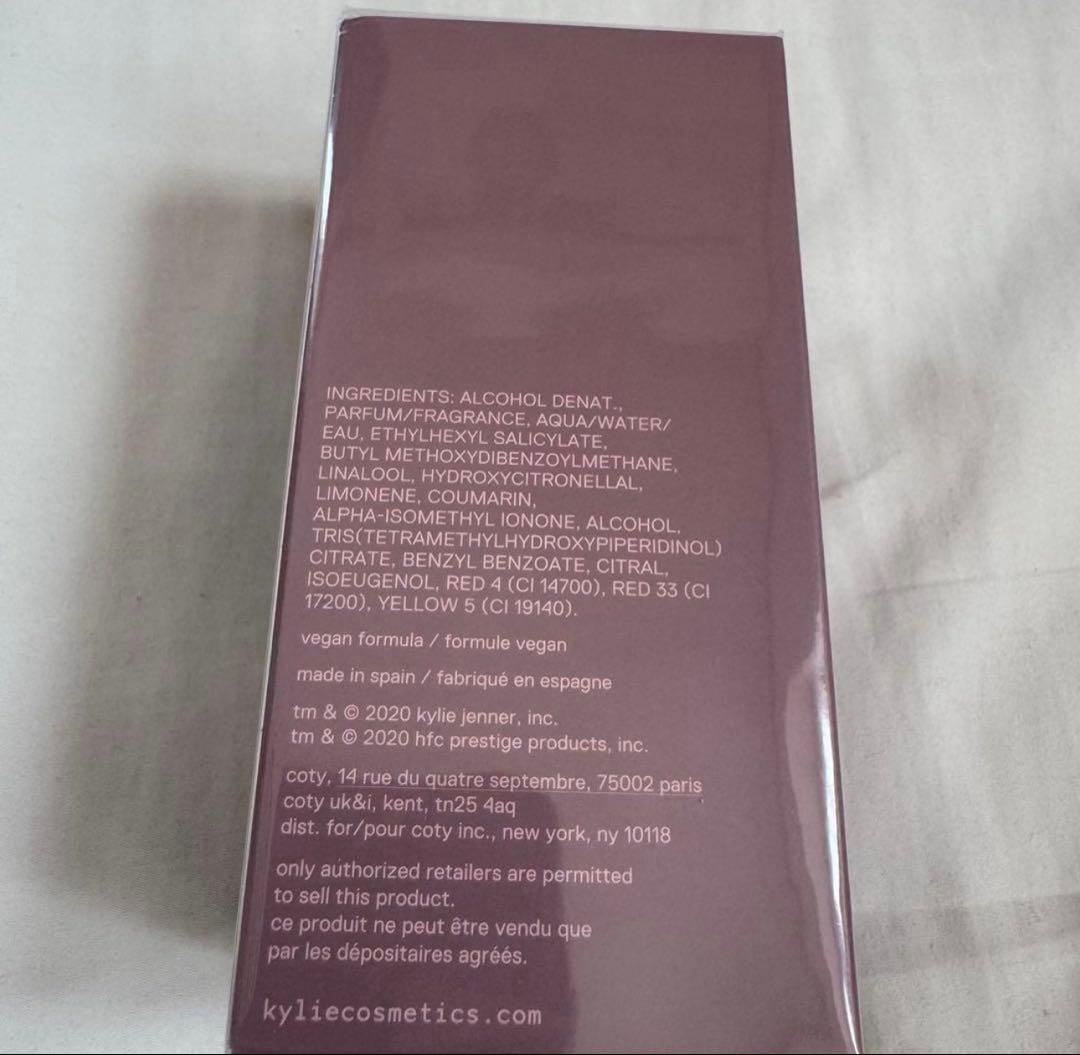 INGREDIENTS: ALCOHOL DENAT.,
PARFUM/FRAGRANCE, AQUA/WATER/
EAU, ETHYLHEXYL SALICYLATE,
BUTYL METHOXYDIBENZOYLMETHANE,
LINALOOL, HYDROXYCITRONELLAL,
LIMONENE, COUMARIN,
ALPHA-ISOMETHYL IONONE, ALCOHOL,
TRIS(TETRAMETHYLHYDROXYPIPERIDINOL)
CITRATE, BENZYL BENZOATE, CITRAL,
ISOEUGENOL, RED 4 (CI 14700), RED 33 (CI
17200), YELLOW 5 (CI 19140).
vegan formula / formule vegan
made in spain / fabriqué en espagne
tm & © 2020 kylie jenner, inc.
tm & © 2020 hfc prestige products, inc.
coty, 14 rue du quatre septembre, 75002 paris
coty uk&i, kent, tn25 4aq
dist. for/pour coty inc., new york, ny 10118
only authorized retailers are permitted
to sell this product.
ce produit ne peut être vendu que
par les dépositaires agréés.
kyliecosmetics.com